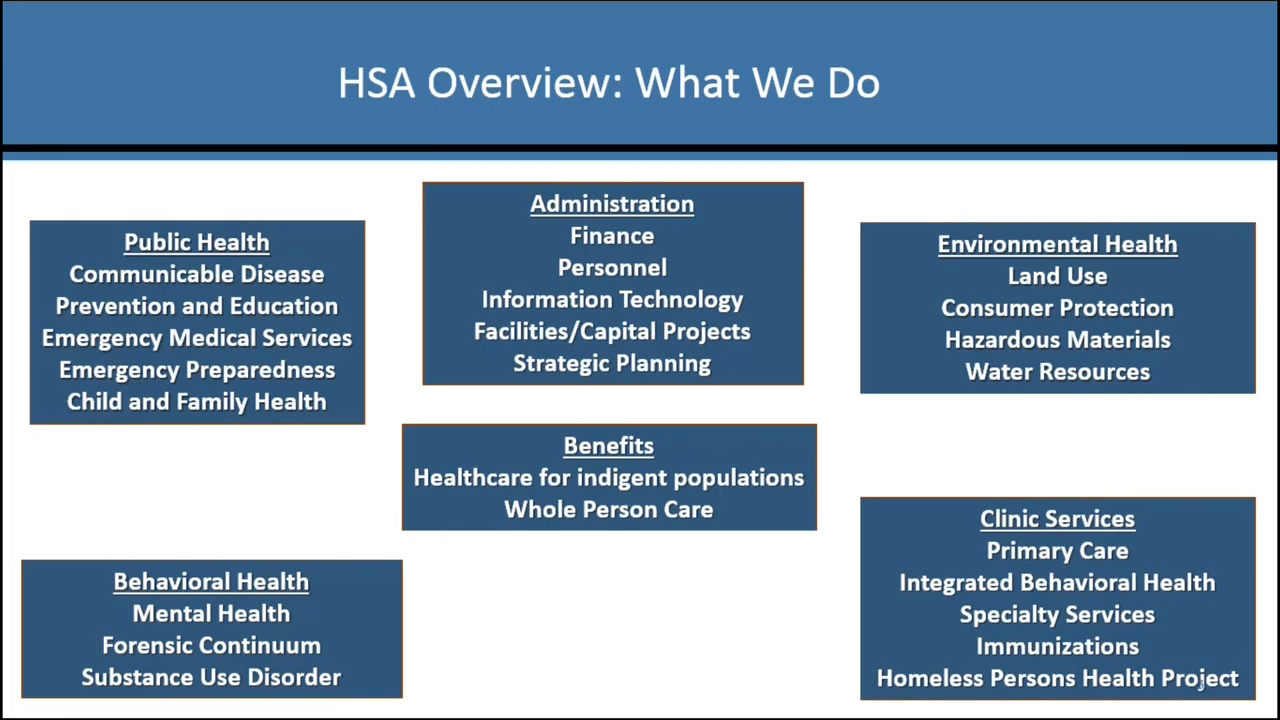 HSA Overview: What We Do
Public Health
Communicable Disease
Prevention and Education
Emergency Medical Services
Emergency Preparedness
Child and Family Health
Administration
Finance
Personnel
Information Technology
Facilities/Capital Projects
Strategic Planning
Environmental Health
Land Use
Consumer Protection
Hazardous Materials
Water Resources
Benefits
Healthcare for indigent populations
Whole Person Care
Behavioral Health
Mental Health
Forensic Continuum
Substance Use Disorder
Clinic Services
Primary Care
Integrated Behavioral Health
Specialty Services
Immunizations
Homeless Persons Health Project